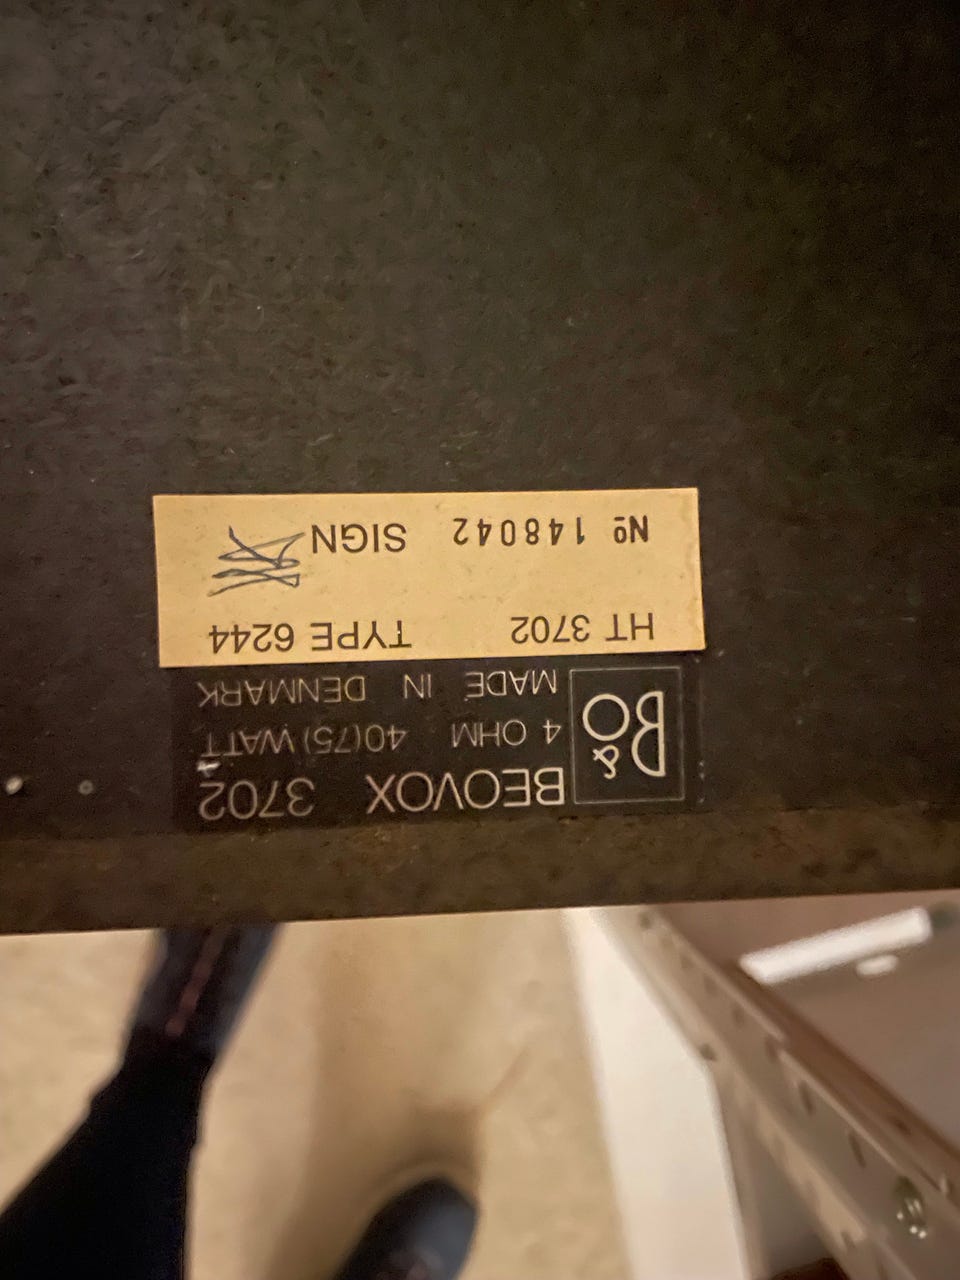 B&O
BEOVOX 3702
4 OHM 40(75) WATT
MADE IN DENMARK
HT 3702 TYPE 6244
Nº 148042 SIGN